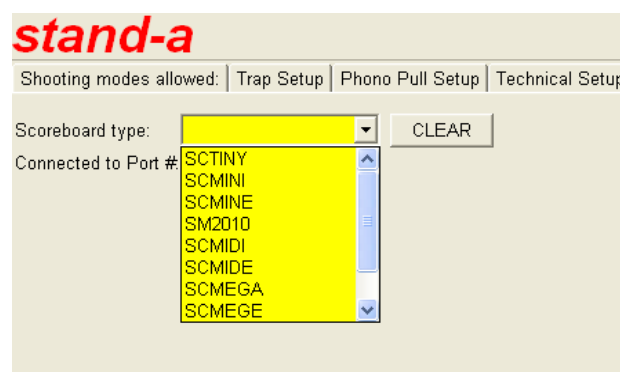 stand-a
Shooting modes allowed: Trap Setup Phono Pull Setup Technical Setup
Scoreboard type: CLEAR
Connected to Port #:
SCTINY
SCMINI
SCMINE
SM2010
SCMIDI
SCMIDE
SCMEGA
SCMEGE